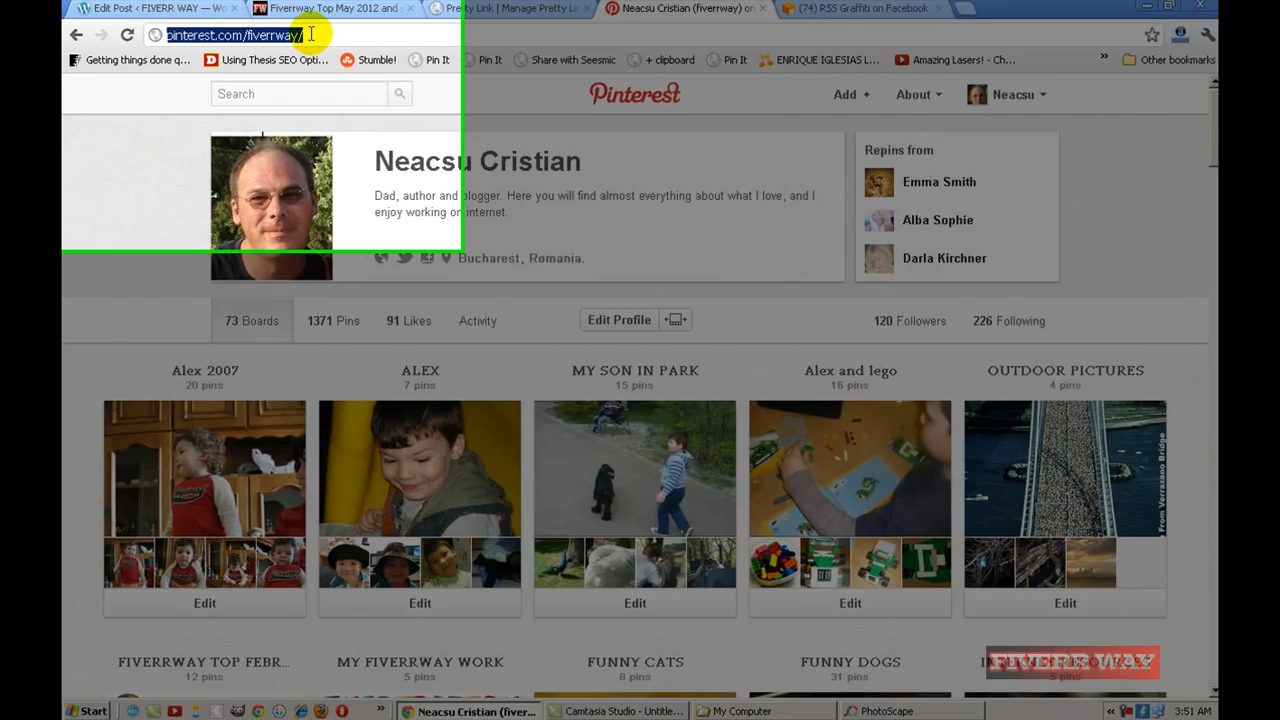 Edit Post ‹ FIVERR WAY — Wo
Fiverrway Top May 2012 and s
Pretty Link | Manage Pretty L
Neacsu Cristian (fiverrway) on
(74) RSS Graffiti on Facebook
pinterest.com/fiverrway/
Getting things done q...
Using Thesis SEO Opti...
Stumble!
Pin It
Pin It
Share with Seesmic
+ clipboard
Pin It
ENRIQUE IGLESIAS L...
Amazing Lasers! - Ch...
Other bookmarks
Search
Pinterest
Add +
About
Neacsu
Neacsu Cristian
Dad, author and blogger. Here you will find almost everything about what I love, and I
enjoy working on internet.
Bucharest, Romania.
Repins from
Emma Smith
Alba Sophie
Darla Kirchner
73 Boards
1371 Pins
91 Likes
Activity
Edit Profile
120 Followers
226 Following
Alex 2007
20 pins
ALEX
7 pins
MY SON IN PARK
15 pins
Alex and lego
16 pins
OUTDOOR PICTURES
4 pins
From Verrazano Bridge
Edit
Edit
Edit
Edit
Edit
FIVERRWAY TOP FEBR...
12 pins
MY FIVERRWAY WORK
5 pins
FUNNY CATS
8 pins
FUNNY DOGS
31 pins
5 pins
FIVERR WAY
Start
Neacsu Cristian (fiver...
Camtasia Studio - Untitle...
My Computer
PhotoScape
3:51 AM